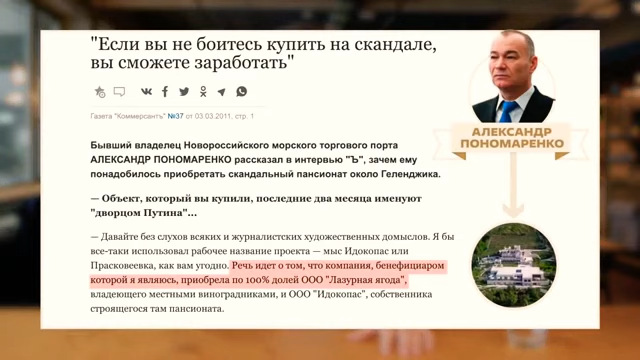 "Если вы не боитесь купить на скандале,
вы сможете заработать"
Газета "Коммерсантъ" №37 от 03.03.2011, стр. 1
Бывший владелец Новороссийского морского торгового порта
АЛЕКСАНДР ПОНОМАРЕНКО рассказал в интервью "Ъ", зачем ему
понадобилось приобретать скандальный пансионат около Геленджика.
— Объект, который вы купили, последние два месяца именуют
"дворцом Путина"...
— Давайте без слухов всяких и журналистских художественных домыслов. Я бы
все-таки использовал рабочее название проекта — мыс Идокопас или
Прасковеевка, как вам угодно. Речь идет о том, что компания, бенефициаром
которой я являюсь, приобрела по 100% долей ООО "Лазурная ягода",
владеющего местными виноградниками, и ООО "Идокопас", собственника
строящегося там пансионата.
АЛЕКСАНДР
ПОНОМАРЕНКО